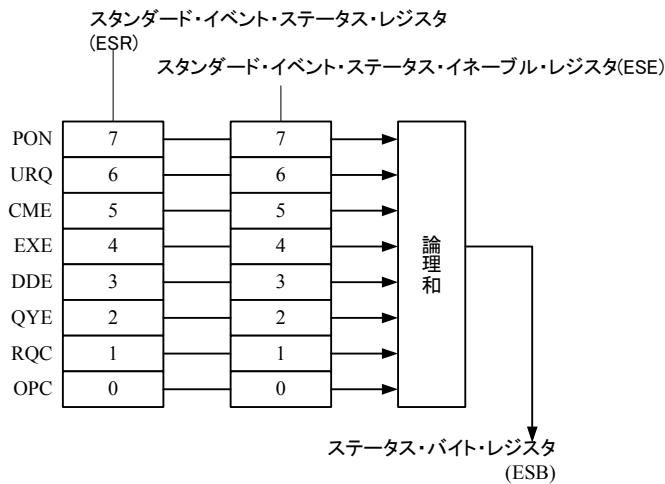 スタンダード・イベント・ステータス・レジスタ
(ESR)
スタンダード・イベント・ステータス・イネーブル・レジスタ(ESE)
PON 7 7
URQ 6 6
CME 5 5
EXE 4 4
DDE 3 3
QYE 2 2
RQC 1 1
OPC 0 0
論理和
ステータス・バイト・レジスタ
(ESB)